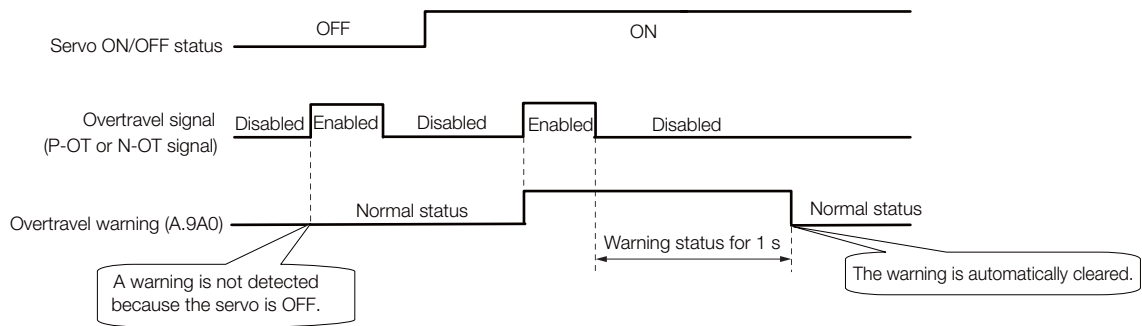 OFF
ON
Servo ON/OFF status
Overtravel signal
(P-OT or N-OT signal)
Disabled
Enabled
Disabled
Enabled
Disabled
Overtravel warning (A.9A0)
Normal status
Normal status
Warning status for 1 s
A warning is not detected
because the servo is OFF.
The warning is automatically cleared.